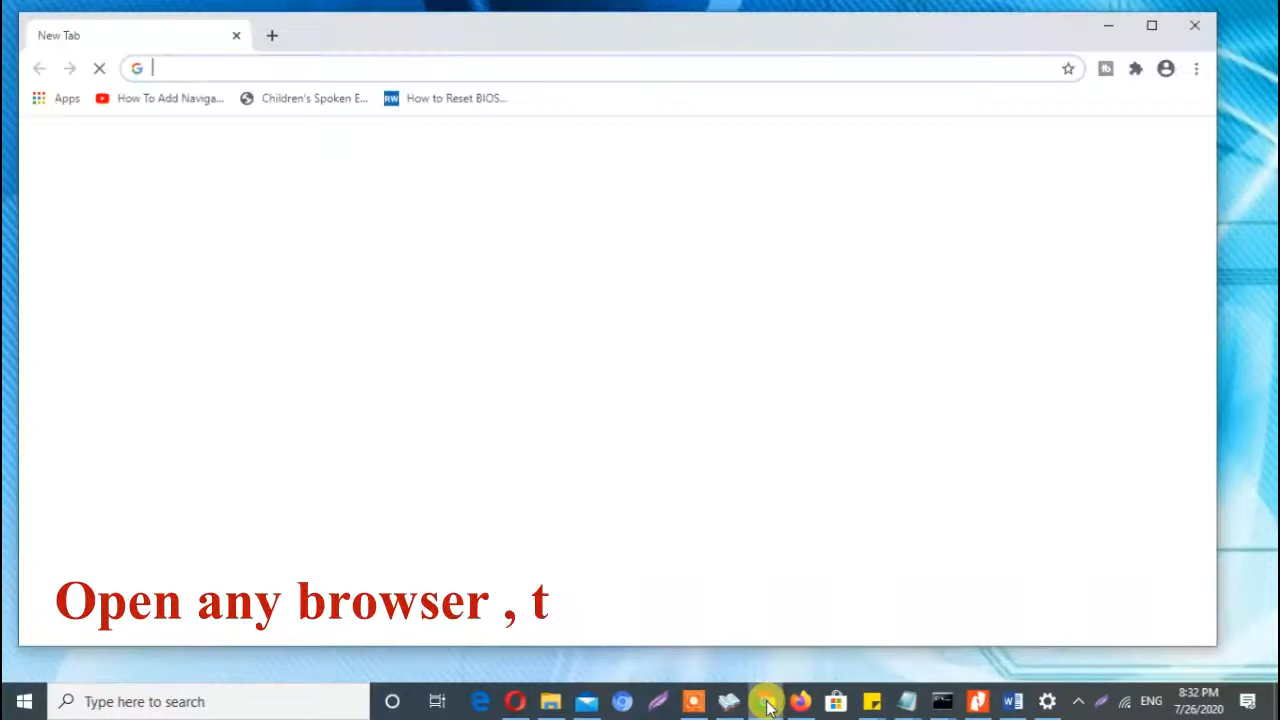 New Tab
Apps
How To Add Naviga...
Children's Spoken E...
RW
How to Reset BIOS...
Open any browser , t
Type here to search
ENG
8:32 PM
7/26/2020